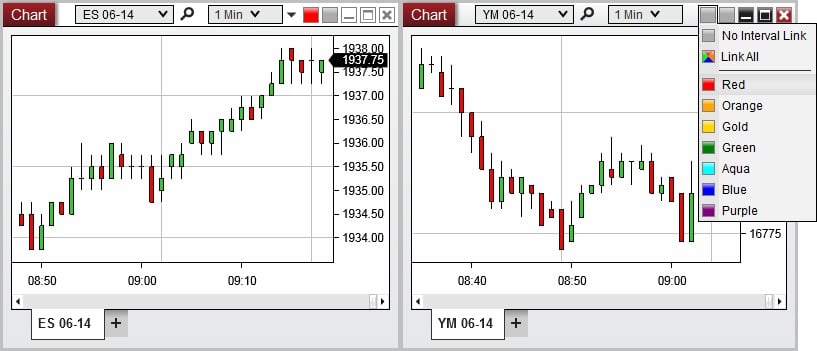 Chart ES 06-14 1 Min
1938.00
1937.75
1937.50
1937.00
1936.50
1936.00
1935.50
1935.00
1934.50
1934.00
08:50 09:00 09:10
ES 06-14 +
Chart YM 06-14 1 Min
No Interval Link
Link All
Red
Orange
Gold
Green
Aqua
Blue
Purple
16775
08:40 08:50 09:00
YM 06-14 +